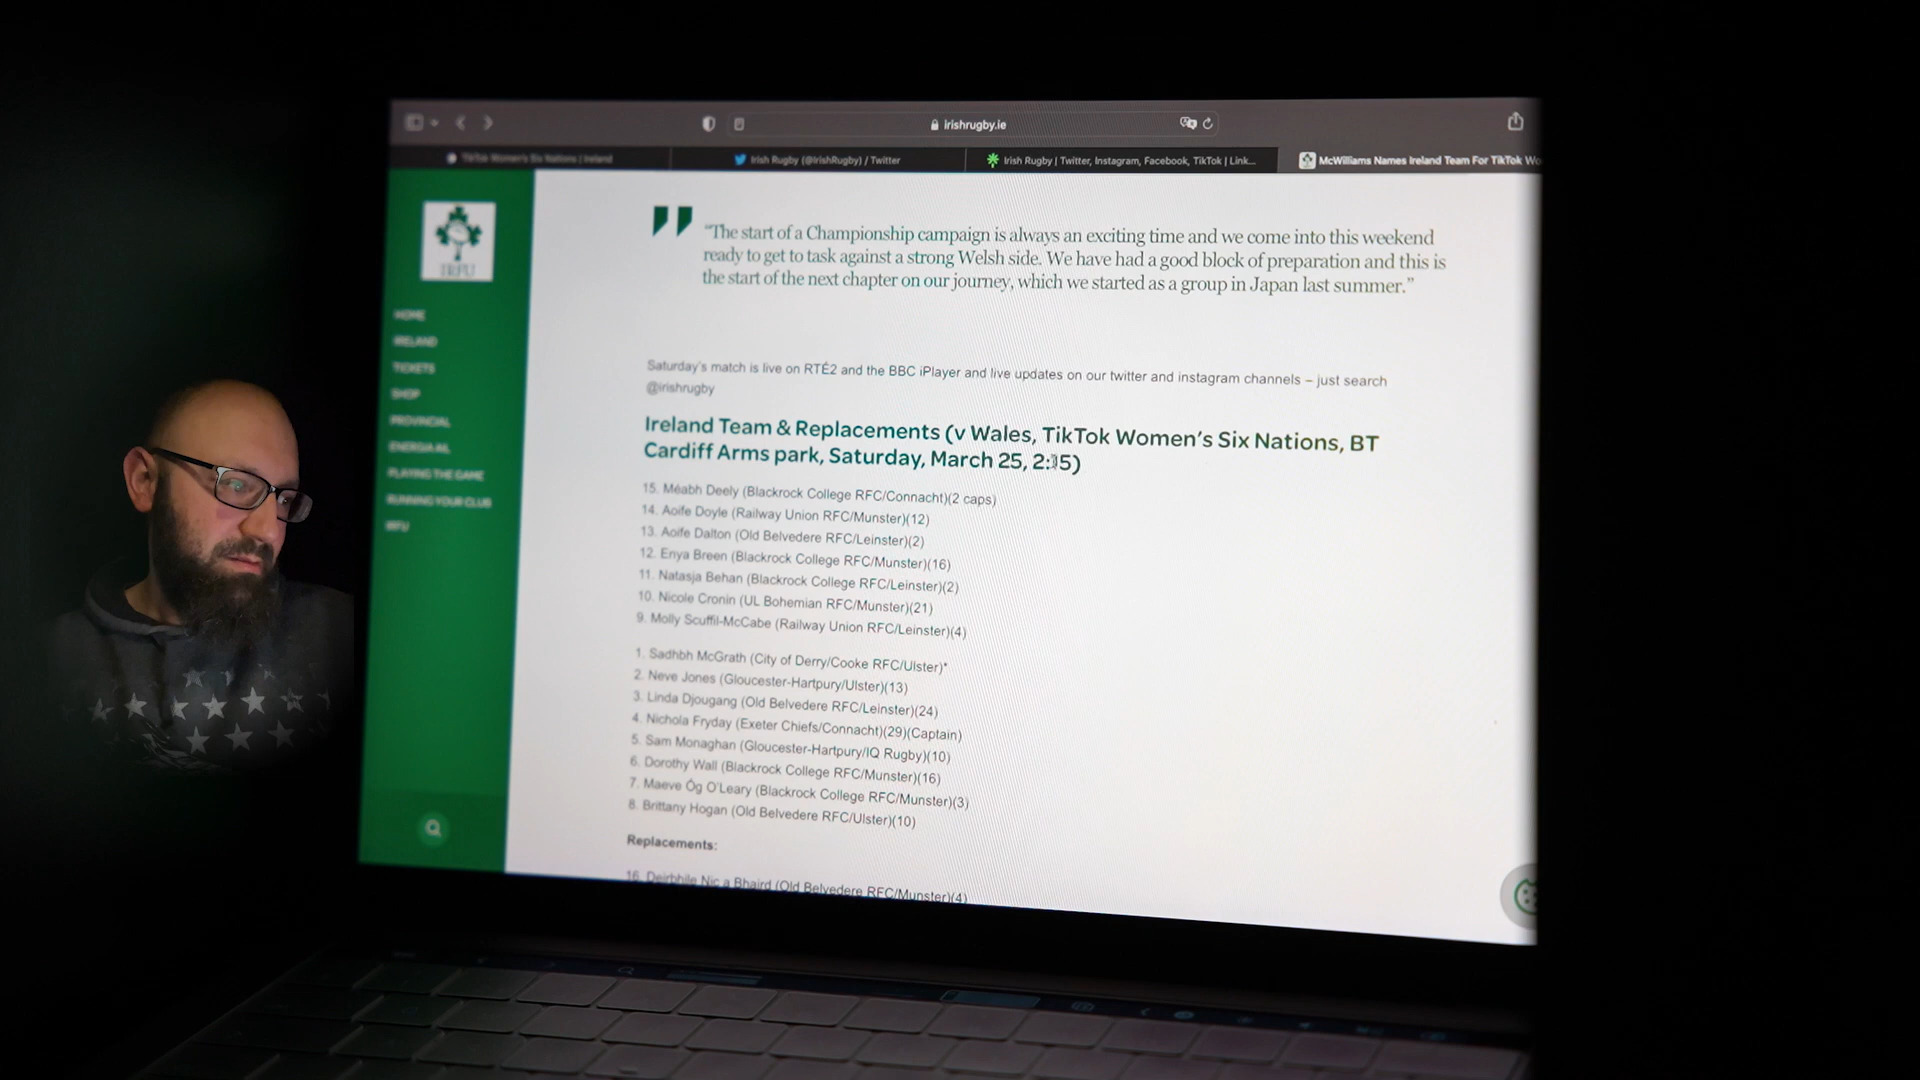 irishrugby.ie
TikTok Women's Six Nations | Ireland
Irish Rugby (@IrishRugby) / Twitter
Irish Rugby | Twitter, Instagram, Facebook, TikTok | Link...
McWilliams Names Ireland Team For TikTok Wo
IRFU
HOME
IRELAND
TICKETS
SHOP
PROVINCIAL
ENERGIA AIL
PLAYING THE GAME
RUNNING YOUR CLUB
IRFU
"The start of a Championship campaign is always an exciting time and we come into this weekend
ready to get to task against a strong Welsh side. We have had a good block of preparation and this is
the start of the next chapter on our journey, which we started as a group in Japan last summer."
Saturday's match is live on RTÉ2 and the BBC iPlayer and live updates on our twitter and instagram channels – just search
@irishrugby
Ireland Team & Replacements (v Wales, TikTok Women's Six Nations, BT
Cardiff Arms park, Saturday, March 25, 2:15)
15. Méabh Deely (Blackrock College RFC/Connacht)(2 caps)
14. Aoife Doyle (Railway Union RFC/Munster)(12)
13. Aoife Dalton (Old Belvedere RFC/Leinster)(2)
12. Enya Breen (Blackrock College RFC/Munster)(16)
11. Natasja Behan (Blackrock College RFC/Leinster)(2)
10. Nicole Cronin (UL Bohemian RFC/Munster)(21)
9. Molly Scuffil-McCabe (Railway Union RFC/Leinster)(4)
1. Sadhbh McGrath (City of Derry/Cooke RFC/Ulster)*
2. Neve Jones (Gloucester-Hartpury/Ulster)(13)
3. Linda Djougang (Old Belvedere RFC/Leinster)(24)
4. Nichola Fryday (Exeter Chiefs/Connacht)(29)(Captain)
5. Sam Monaghan (Gloucester-Hartpury/IQ Rugby)(10)
6. Dorothy Wall (Blackrock College RFC/Munster)(16)
7. Maeve Óg O'Leary (Blackrock College RFC/Munster)(3)
8. Brittany Hogan (Old Belvedere RFC/Ulster)(10)
Replacements:
16. Deirbhile Nic a Bhaird (Old Belvedere RFC/Munster)(4)